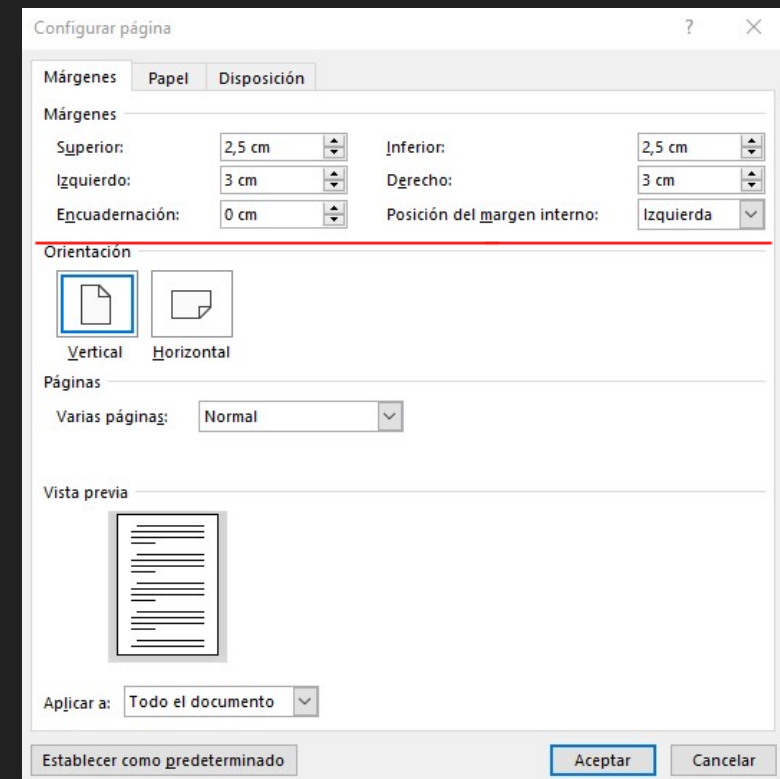 Configurar página ?
Márgenes Papel Disposición
Márgenes
Superior: 2,5 cm Inferior: 2,5 cm
Izquierdo: 3 cm Derecho: 3 cm
Encuadernación: 0 cm Posición del margen interno: Izquierda
Orientación
Vertical Horizontal
Páginas
Varias páginas: Normal
Vista previa
Aplicar a: Todo el documento
Establecer como predeterminado Aceptar Cancelar